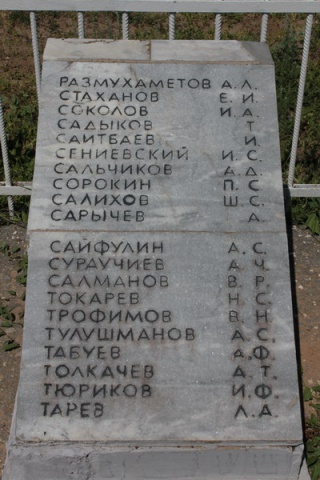 РАЗМУХАМЕТОВ А. Л.
СТАХАНОВ Е. И.
СОКОЛОВ И. А.
САДЫКОВ Т
САИТБАЕВ И.
СЕНИЕВСКИЙ И. С.
САЛЬЧИКОВ А. Д.
СОРОКИН П. С
САЛИХОВ Ш. С.
САРЫЧЕВ А.
САЙФУЛИН А. С.
СУРАУЧИЕВ А. Ч.
САЛМАНОВ В. Р.
ТОКАРЕВ Н. С.
ТРОФИМОВ В. Н.
ТУЛУШМАНОВ А. С.
ТАБУЕВ А. Ф.
ТОЛКАЧЕВ А. Т.
ТЮРИКОВ И. Ф.
ТАРЕВ Л. А.